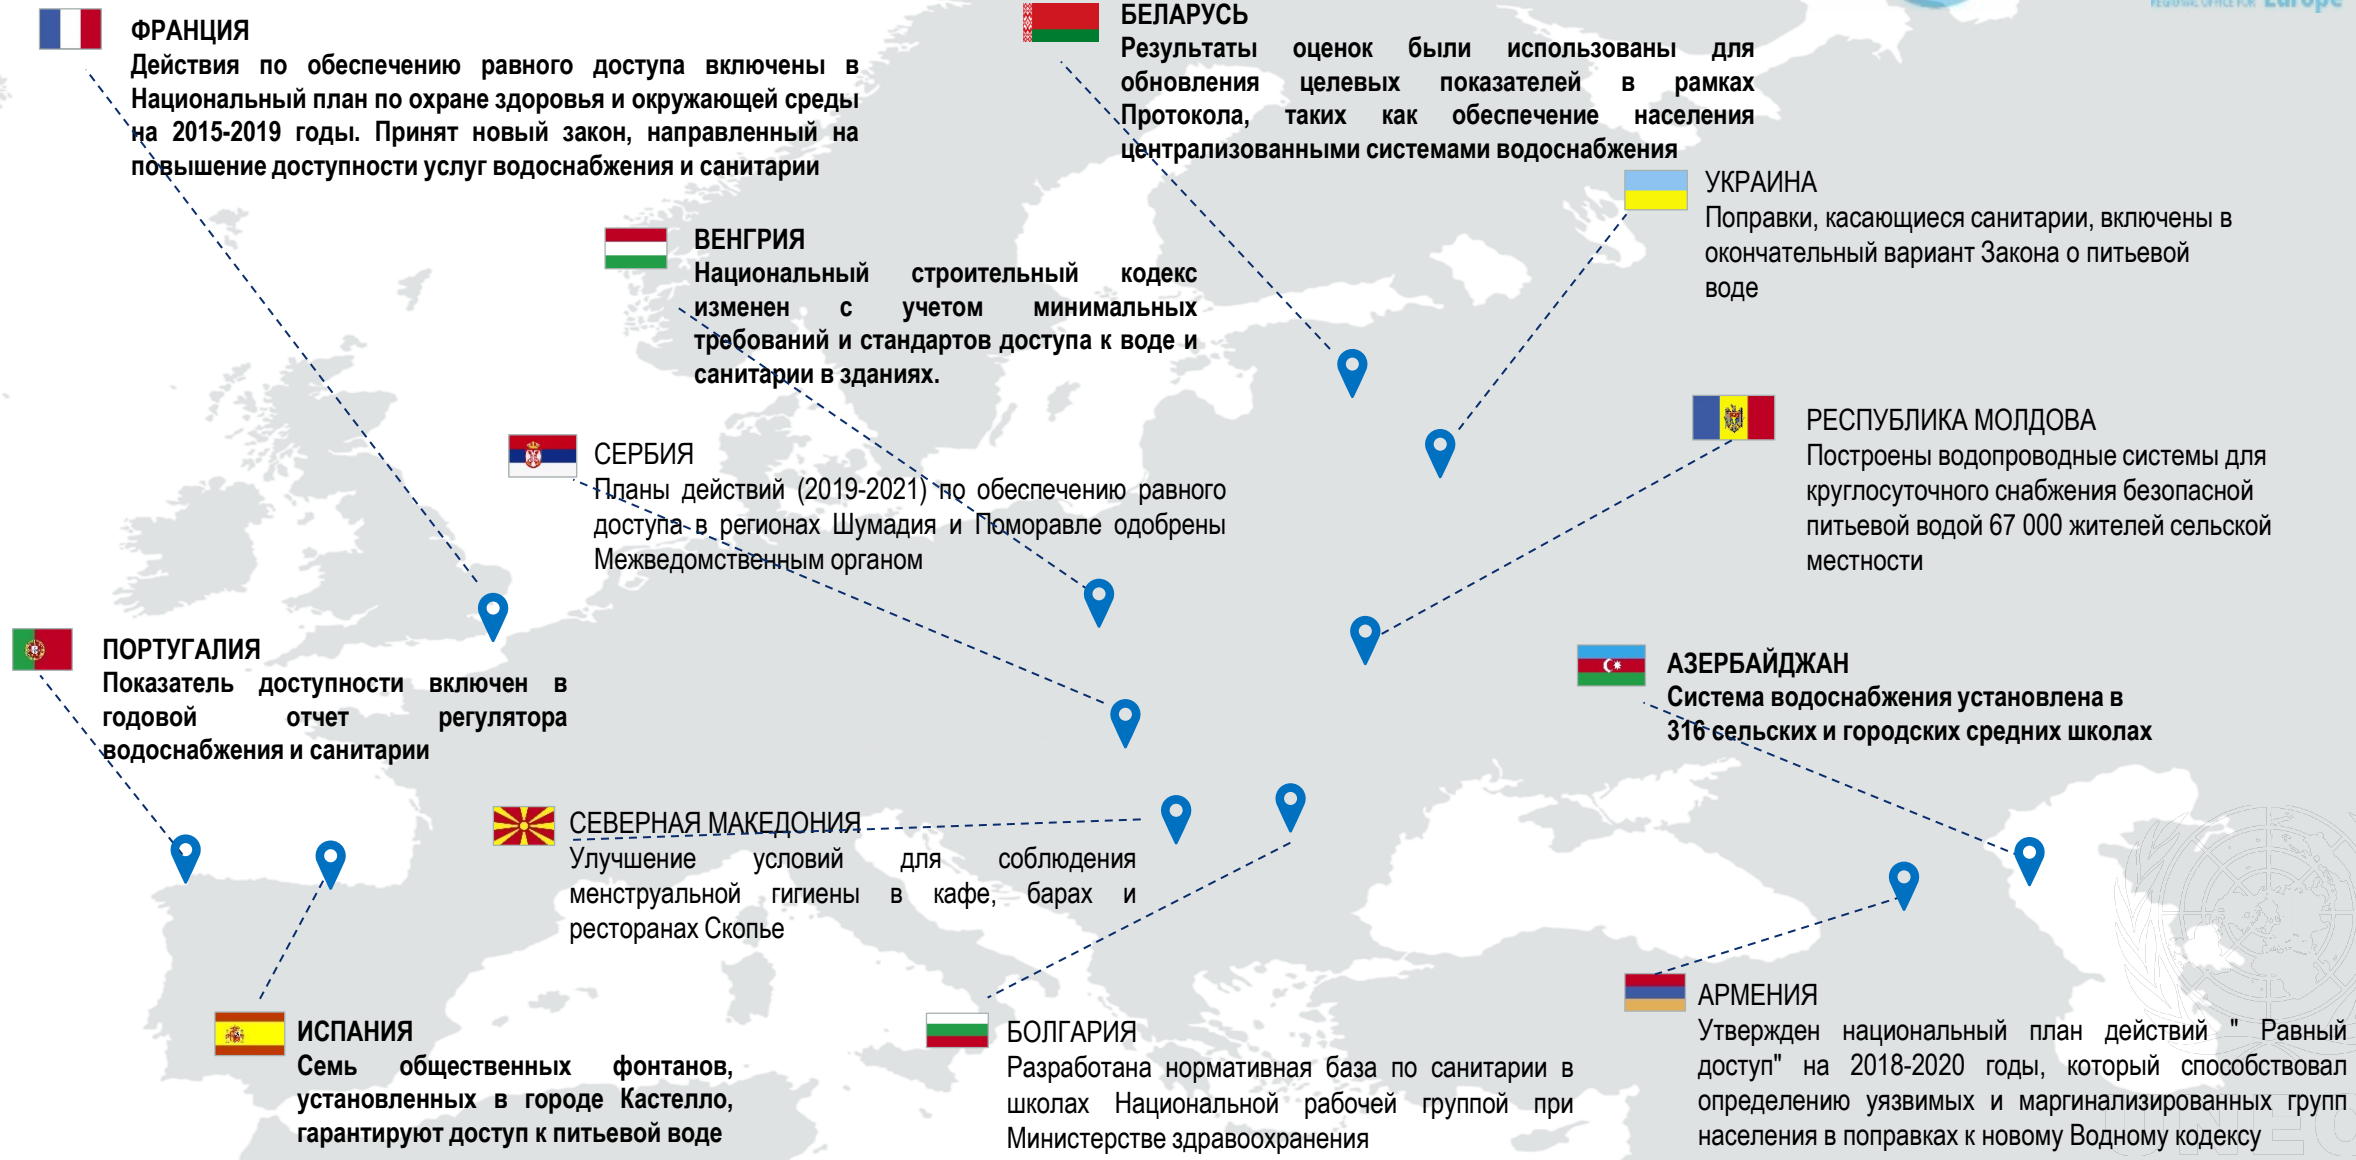 REGIONAL OFFICE FOR Europe
ФРАНЦИЯ
Действия по обеспечению равного доступа включены в
Национальный план по охране здоровья и окружающей среды
на 2015-2019 годы. Принят новый закон, направленный на
повышение доступности услуг водоснабжения и санитарии
БЕЛАРУСЬ
Результаты оценок были использованы для
обновления целевых показателей в рамках
Протокола, таких как обеспечение населения
централизованными системами водоснабжения
УКРАИНА
Поправки, касающиеся санитарии, включены в
окончательный вариант Закона о питьевой
воде
ВЕНГРИЯ
Национальный строительный кодекс
изменен с учетом минимальных
требований и стандартов доступа к воде и
санитарии в зданиях.
РЕСПУБЛИКА МОЛДОВА
Построены водопроводные системы для
круглосуточного снабжения безопасной
питьевой водой 67 000 жителей сельской
местности
СЕРБИЯ
Планы действий (2019-2021) по обеспечению равного
доступа в регионах Шумадия и Поморавле одобрены
Межведомственным органом
ПОРТУГАЛИЯ
Показатель доступности включен в
годовой отчет регулятора
водоснабжения и санитарии
АЗЕРБАЙДЖАН
Система водоснабжения установлена в
316 сельских и городских средних школах
СЕВЕРНАЯ МАКЕДОНИЯ
Улучшение условий для соблюдения
менструальной гигиены в кафе, барах и
ресторанах Скопье
ИСПАНИЯ
Семь общественных фонтанов,
установленных в городе Кастелло,
гарантируют доступ к питьевой воде
БОЛГАРИЯ
Разработана нормативная база по санитарии в
школах Национальной рабочей группой при
Министерстве здравоохранения
АРМЕНИЯ
Утвержден национальный план действий " Равный
доступ" на 2018-2020 годы, который способствовал
определению уязвимых и маргинализированных групп
населения в поправках к новому Водному кодексу